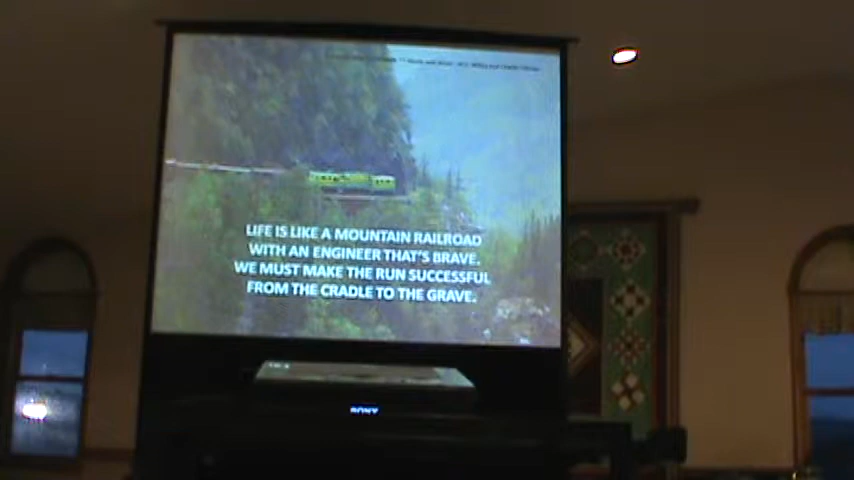 LIFE IS LIKE A MOUNTAIN RAILROAD
WITH AN ENGINEER THAT'S BRAVE.
WE MUST MAKE THE RUN SUCCESSFUL
FROM THE CRADLE TO THE GRAVE.
SONY